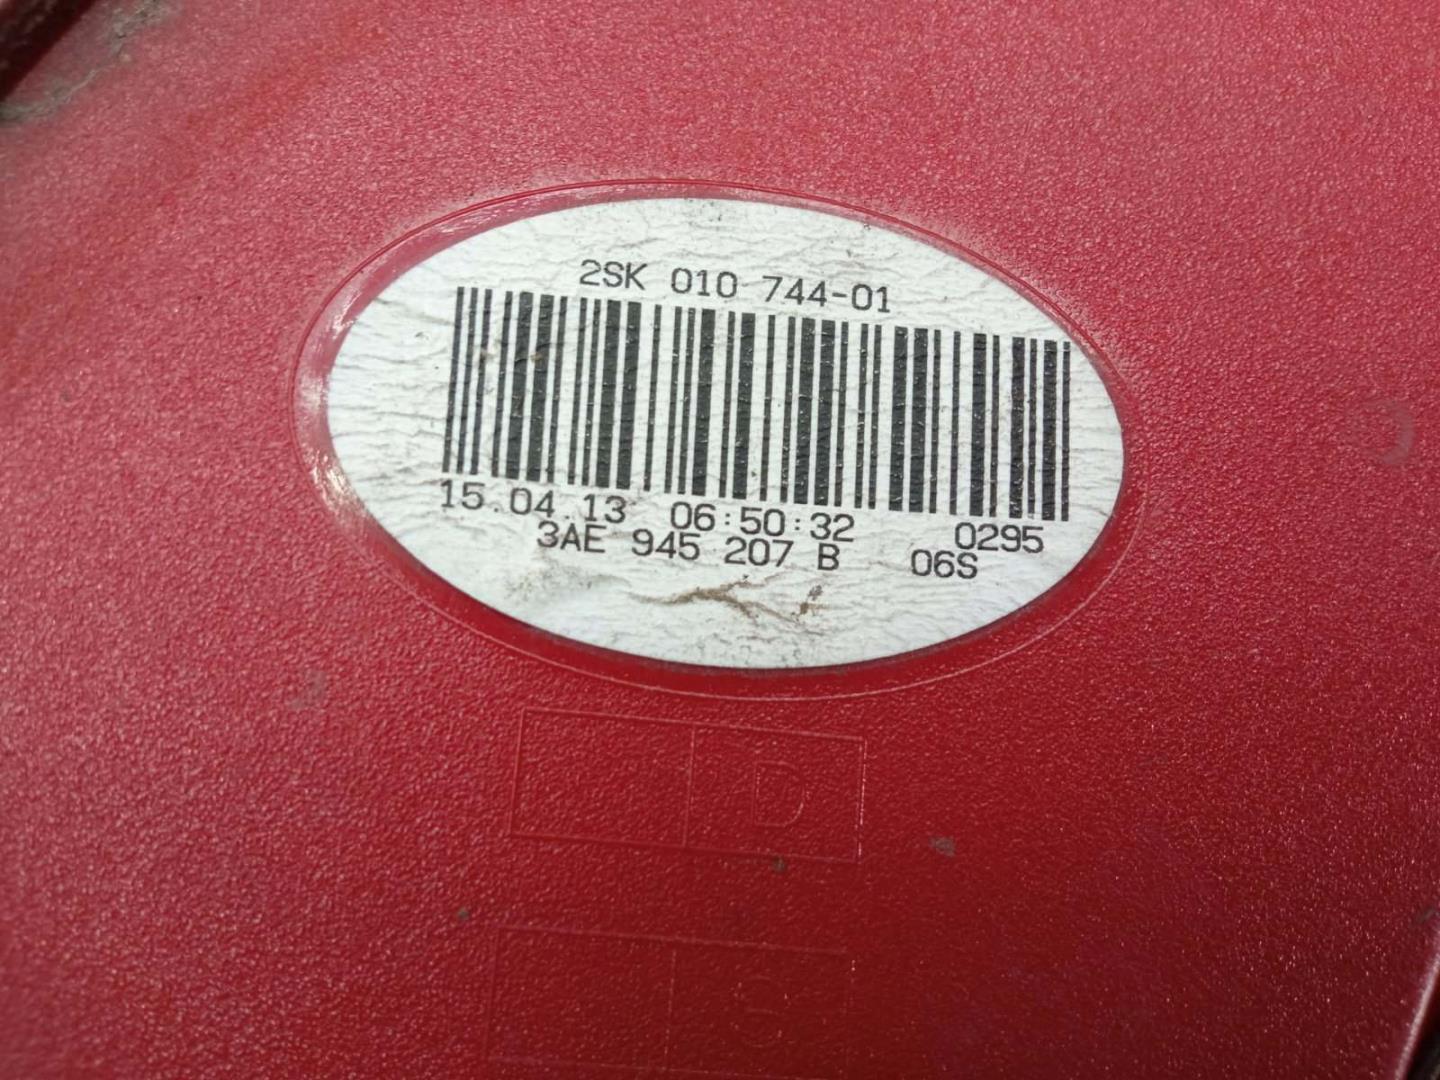 2SK 010 744-01
15.04.13 06:50:32 0295
3AE 945 207 B 06S
D
S